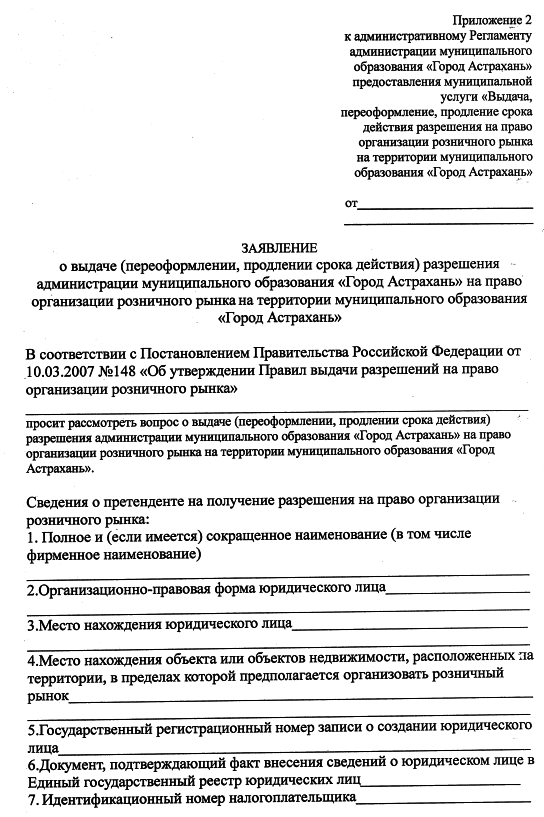 Приложение 2
к административному Регламенту
администрации муниципального
образования «Город Астрахань»
предоставления муниципальной
услуги «Выдача,
переоформление, продление срока
действия разрешения на право
организации розничного рынка
на территории муниципального
образования «Город Астрахань»
от
ЗАЯВЛЕНИЕ
о выдаче (переоформлении, продлении срока действия) разрешения
администрации муниципального образования «Город Астрахань» на право
организации розничного рынка на территории муниципального образования
«Город Астрахань»
В соответствии с Постановлением Правительства Российской Федерации от
10.03.2007 №148 «Об утверждении Правил выдачи разрешений на право
организации розничного рынка»
просит рассмотреть вопрос о выдаче (переоформлении, продлении срока действия)
разрешения администрации муниципального образования «Город Астрахань» на право
организации розничного рынка на территории муниципального образования «Город
Астрахань».
Сведения о претенденте на получение разрешения на право организации
розничного рынка:
1. Полное и (если имеется) сокращенное наименование (в том числе
фирменное наименование)
2.Организационно-правовая форма юридического лица
3.Место нахождения юридического лица
4.Место нахождения объекта или объектов недвижимости, расположенных на
территории, в пределах которой предполагается организовать розничный
рынок
5.Государственный регистрационный номер записи о создании юридического
лица
6.Документ, подтверждающий факт внесения сведений о юридическом лице в
Единый государственный реестр юридических лиц
7. Идентификационный номер налогоплательщика